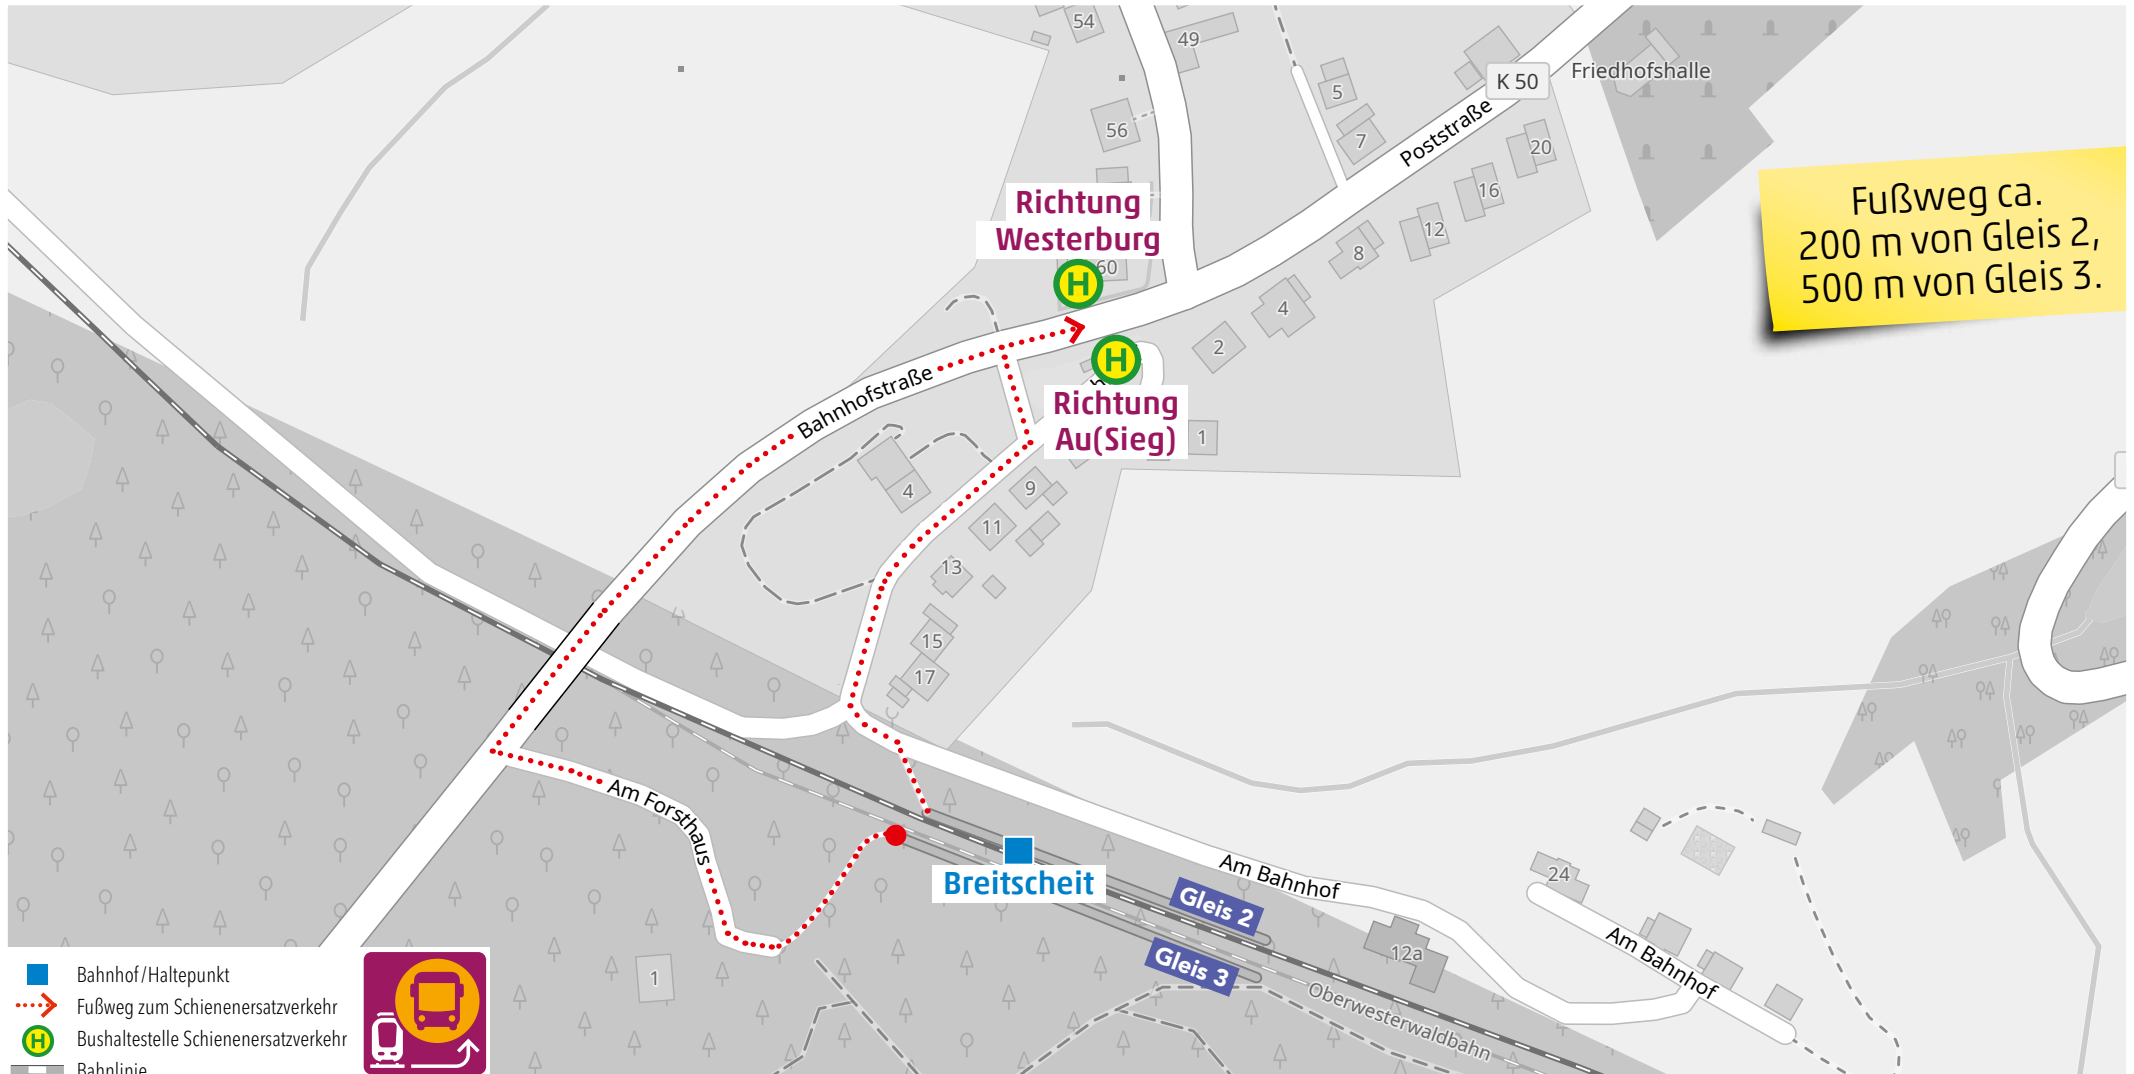 54
49
K 50
Friedhofshalle
5
7
56
Poststraße
20
16
12
8
Richtung
Westerburg
60
H
4
2
H
Richtung
Au(Sieg)
1
Fußweg ca.
200 m von Gleis 2,
500 m von Gleis 3.
Bahnhofstraße
4
9
11
13
15
17
Am Forsthaus
Breitscheit
Gleis 2
Gleis 3
Am Bahnhof
24
12a
Am Bahnhof
Oberwesterwaldbahn
1
Bahnhof/Haltepunkt
Fußweg zum Schienenersatzverkehr
H
Bushaltestelle Schienenersatzverkehr
Bahnlinie